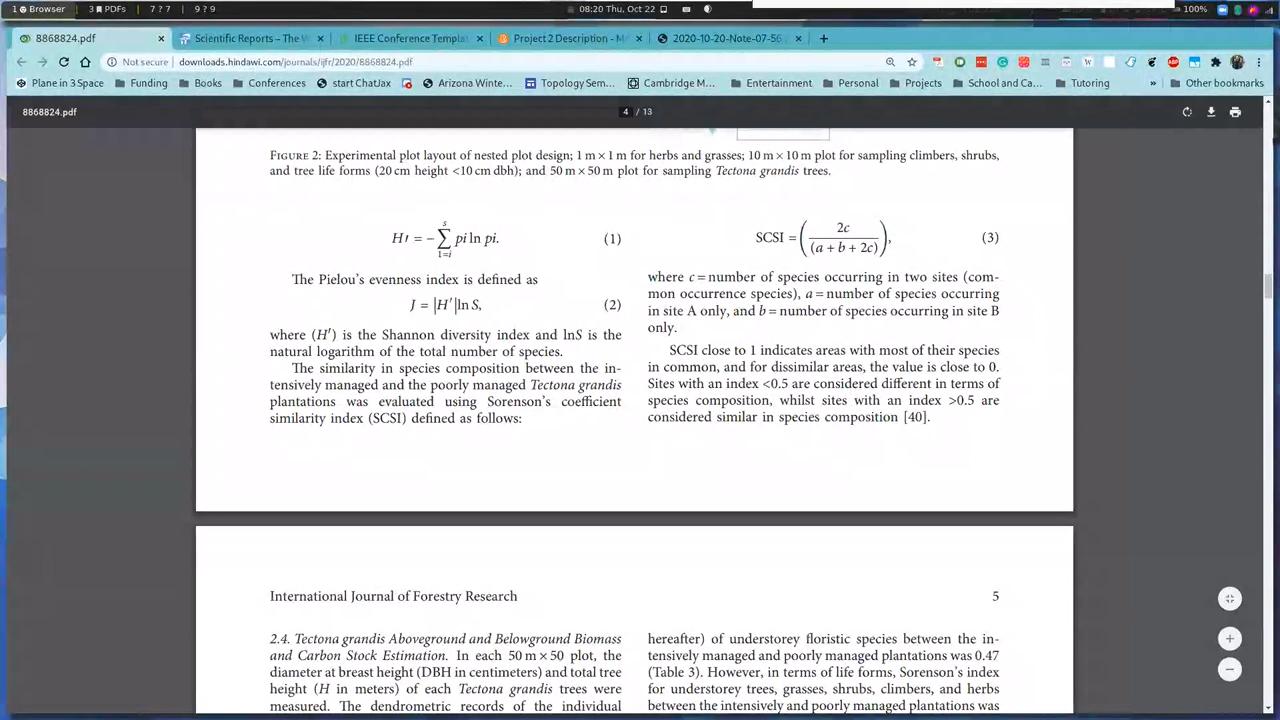 1 Browser 3 PDFs 7 ? 7 9 ? 9 08:20 Thu, Oct 22 100%
8868824.pdf Scientific Reports – The W IEEE Conference Templat Project 2 Description - M 2020-10-20-Note-07-56
Not secure | downloads.hindawi.com/journals/ijfr/2020/8868824.pdf
Plane in 3 Space Funding Books Conferences start ChatJax Arizona Winte... Topology Sem... Cambridge M... Entertainment Personal Projects School and Ca... Tutoring » Other bookmarks
8868824.pdf 4 / 13
FIGURE 2: Experimental plot layout of nested plot design; 1 m × 1 m for herbs and grasses; 10 m × 10 m plot for sampling climbers, shrubs,
and tree life forms (20 cm height <10 cm dbh); and 50 m × 50 m plot for sampling Tectona grandis trees.
H′ = −∑ s 1=i pi ln pi. (1)
The Pielou's evenness index is defined as
J = |H′|ln S, (2)
where (H′) is the Shannon diversity index and lnS is the
natural logarithm of the total number of species.
The similarity in species composition between the in-
tensively managed and the poorly managed Tectona grandis
plantations was evaluated using Sorenson's coefficient
similarity index (SCSI) defined as follows:
SCSI = (2c / (a + b + 2c)), (3)
where c = number of species occurring in two sites (com-
mon occurrence species), a = number of species occurring
in site A only, and b = number of species occurring in site B
only.
SCSI close to 1 indicates areas with most of their species
in common, and for dissimilar areas, the value is close to 0.
Sites with an index <0.5 are considered different in terms of
species composition, whilst sites with an index >0.5 are
considered similar in species composition [40].
International Journal of Forestry Research 5
2.4. Tectona grandis Aboveground and Belowground Biomass
and Carbon Stock Estimation. In each 50 m × 50 plot, the
diameter at breast height (DBH in centimeters) and total tree
height (H in meters) of each Tectona grandis trees were
measured. The dendrometric records of the individual
hereafter) of understorey floristic species between the in-
tensively managed and poorly managed plantations was 0.47
(Table 3). However, in terms of life forms, Sorenson's index
for understorey trees, grasses, shrubs, climbers, and herbs
between the intensively and poorly managed plantations was